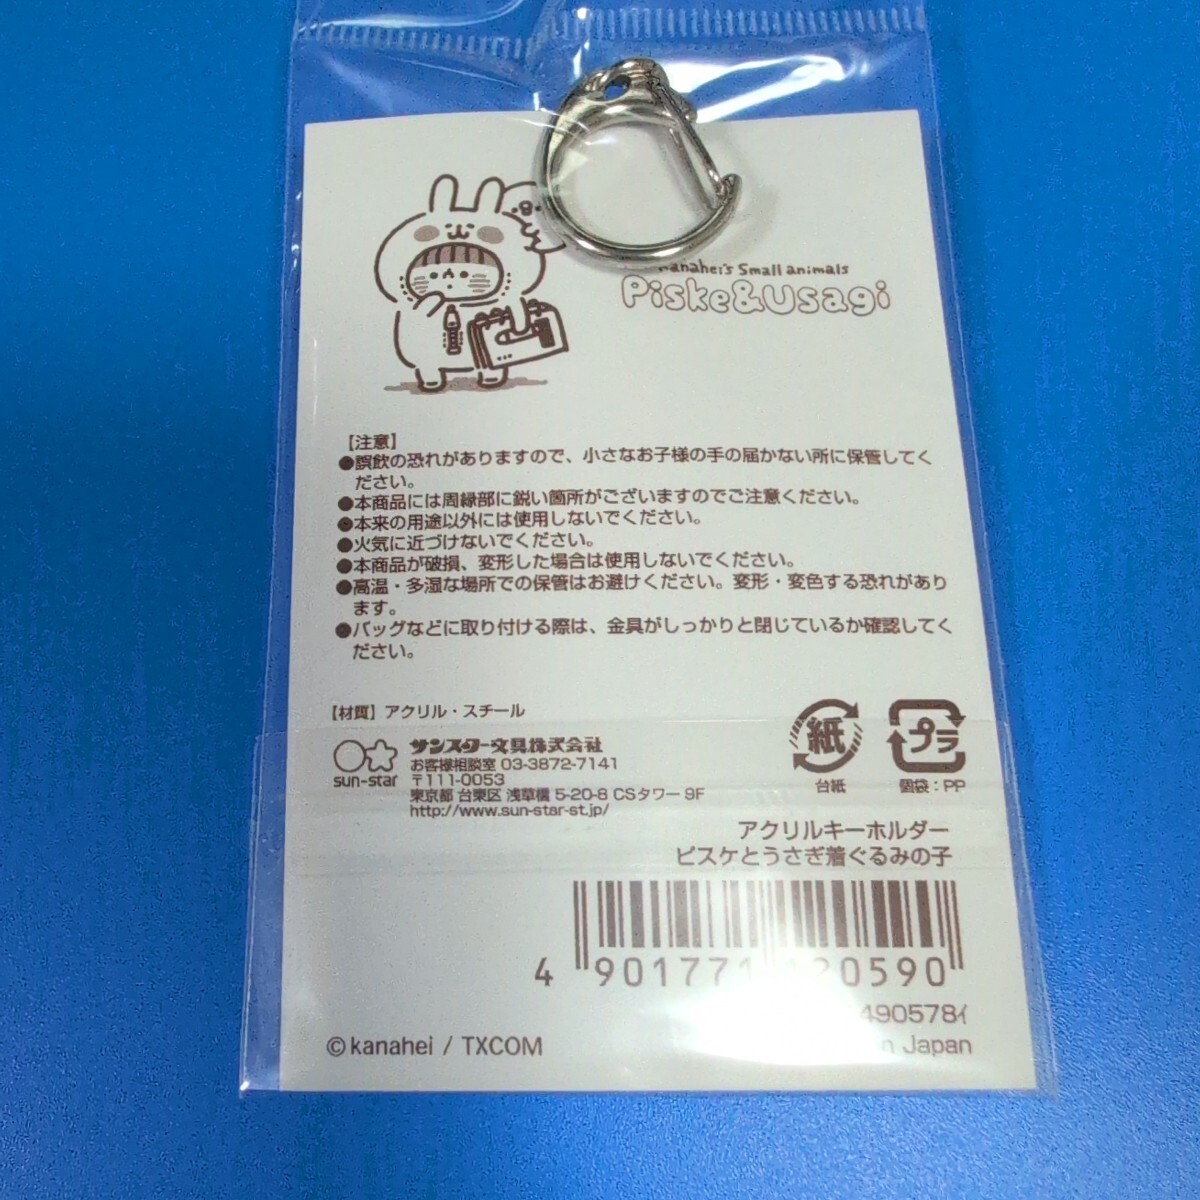 Kanahei's Small animals
Piske&Usagi
【注意】
●誤飲の恐れがありますので、小さなお子様の手の届かない所に保管してく
ださい。
●本商品には周縁部に鋭い箇所がございますのでご注意ください。
●本来の用途以外には使用しないでください。
●火気に近づけないでください。
●本商品が破損、変形した場合は使用しないでください。
●高温・多湿な場所での保管はお避けください。変形・変色する恐れがあり
ます。
●バッグなどに取り付ける際は、金具がしっかりと閉じているか確認してく
ださい。
【材質】アクリル・スチール
sun-star
サンスター文具株式会社
お客様相談室 03-3872-7141
〒111-0053
東京都 台東区 浅草橋 5-20-8 CSタワー 9F
http://www.sun-star-st.jp/
紙
台紙
プラ
個袋：PP
アクリルキーホルダー
ピスケとうさぎ着ぐるみの子
4 901771 120590
490578ｲ
©kanahei / TXCOM
Japan